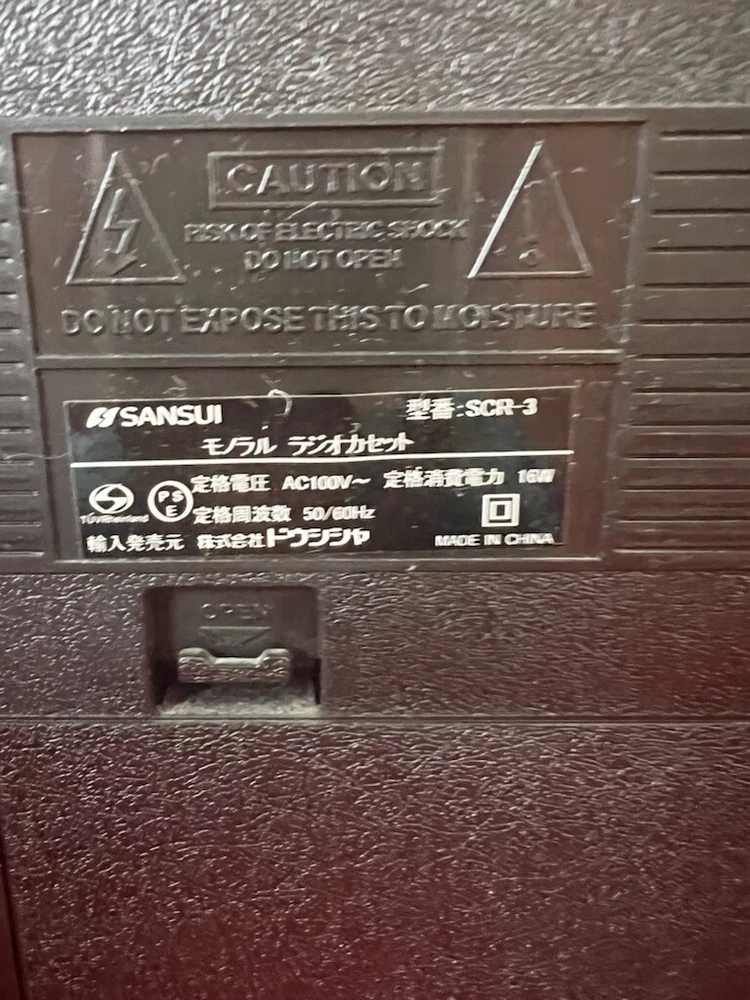 CAUTION
RISK OF ELECTRIC SHOCK
DO NOT OPEN
DO NOT EXPOSE THIS TO MOISTURE
SANSUI 型番:SCR-3
モノラル ラジオカセット
定格電圧 AC100V～ 定格消費電力 16W
TÜVRheinland PSE 定格周波数 50/60Hz
輸入発売元 株式会社ドウシシャ MADE IN CHINA
OPEN